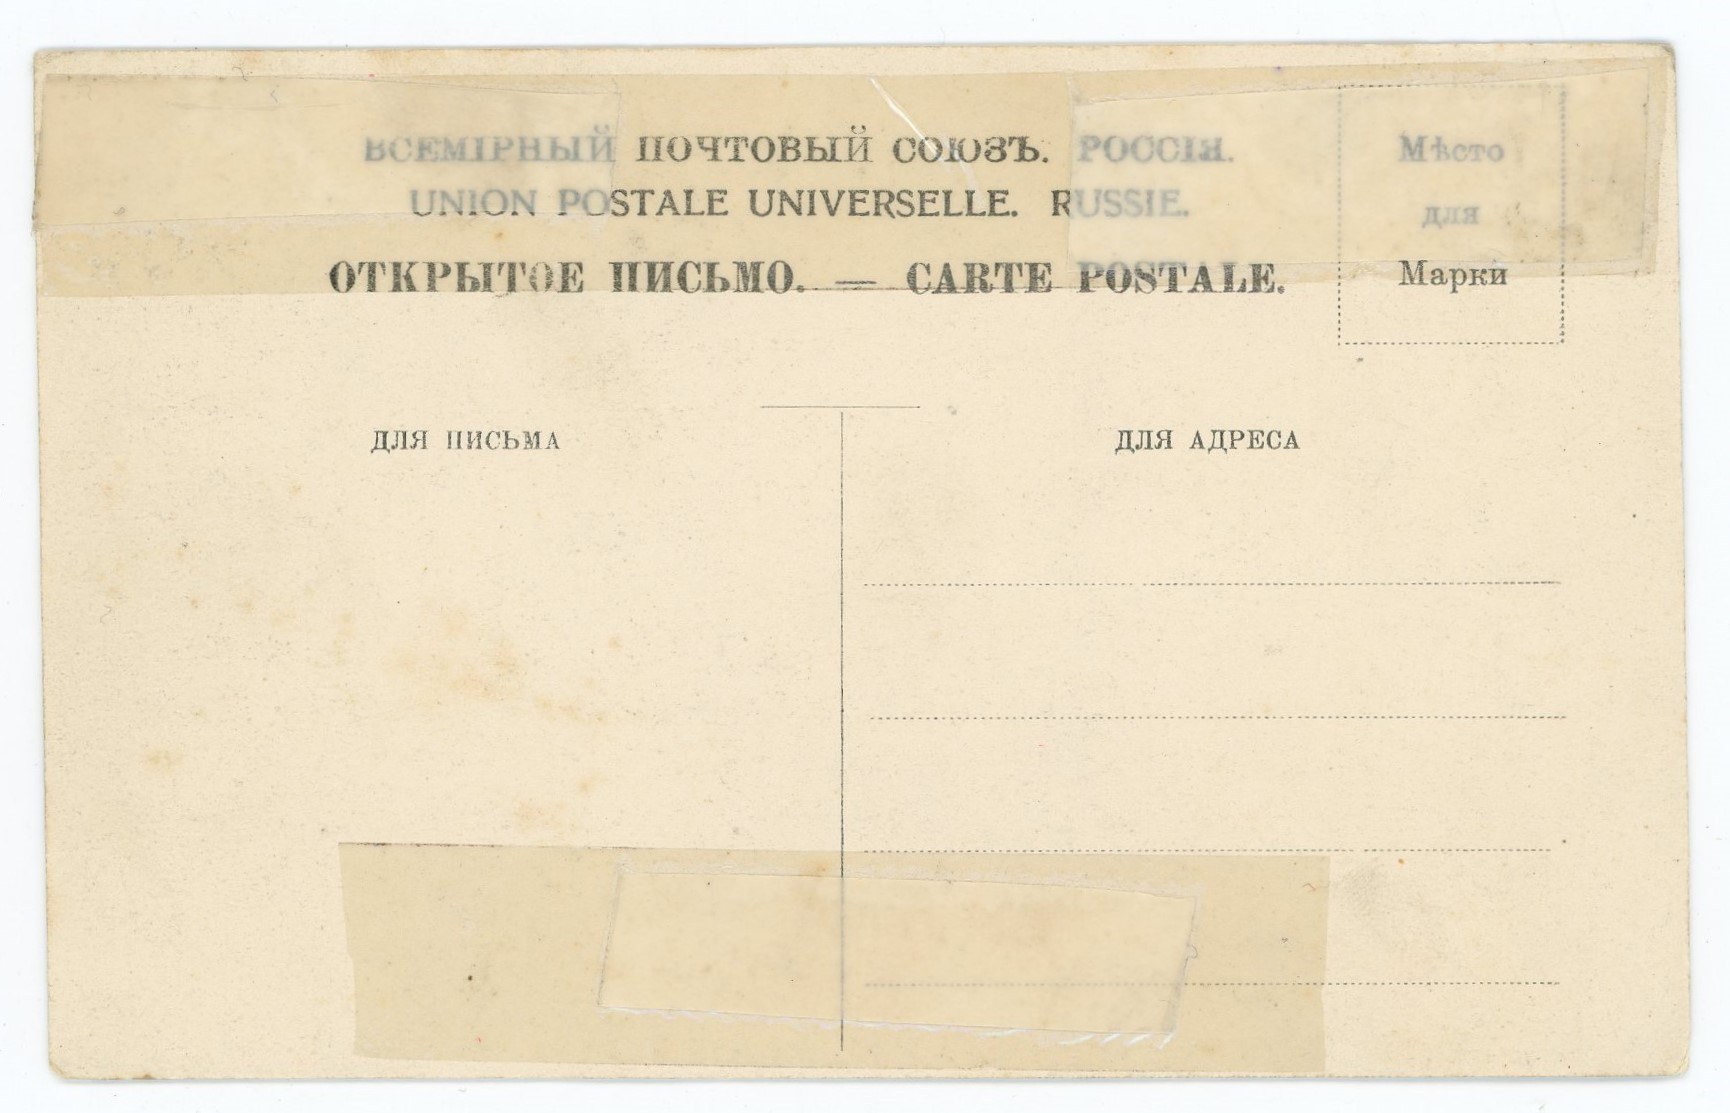 ВСЕМІРНЫЙ ПОЧТОВЫЙ СОЮЗЪ. РОССІЯ.
UNION POSTALE UNIVERSELLE. RUSSIE.
ОТКРЫТОЕ ПИСЬМО. — CARTE POSTALE.
Мѣсто
для
Марки
ДЛЯ ПИСЬМА
ДЛЯ АДРЕСА